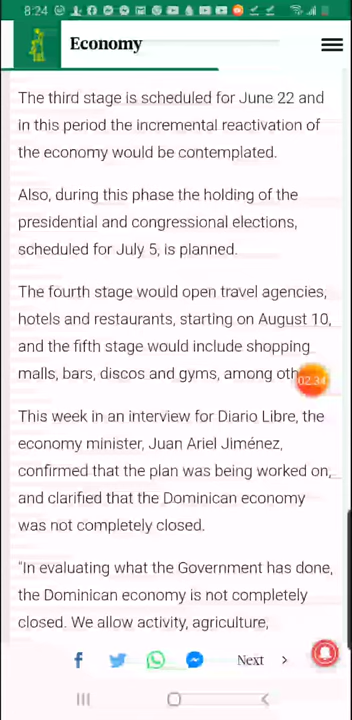 8:24
Economy
The third stage is scheduled for June 22 and
in this period the incremental reactivation of
the economy would be contemplated.
Also, during this phase the holding of the
presidential and congressional elections,
scheduled for July 5, is planned.
The fourth stage would open travel agencies,
hotels and restaurants, starting on August 10,
and the fifth stage would include shopping
malls, bars, discos and gyms, among oth
02:34
This week in an interview for Diario Libre, the
economy minister, Juan Ariel Jiménez,
confirmed that the plan was being worked on,
and clarified that the Dominican economy
was not completely closed.
"In evaluating what the Government has done,
the Dominican economy is not completely
closed. We allow activity, agriculture,
Next